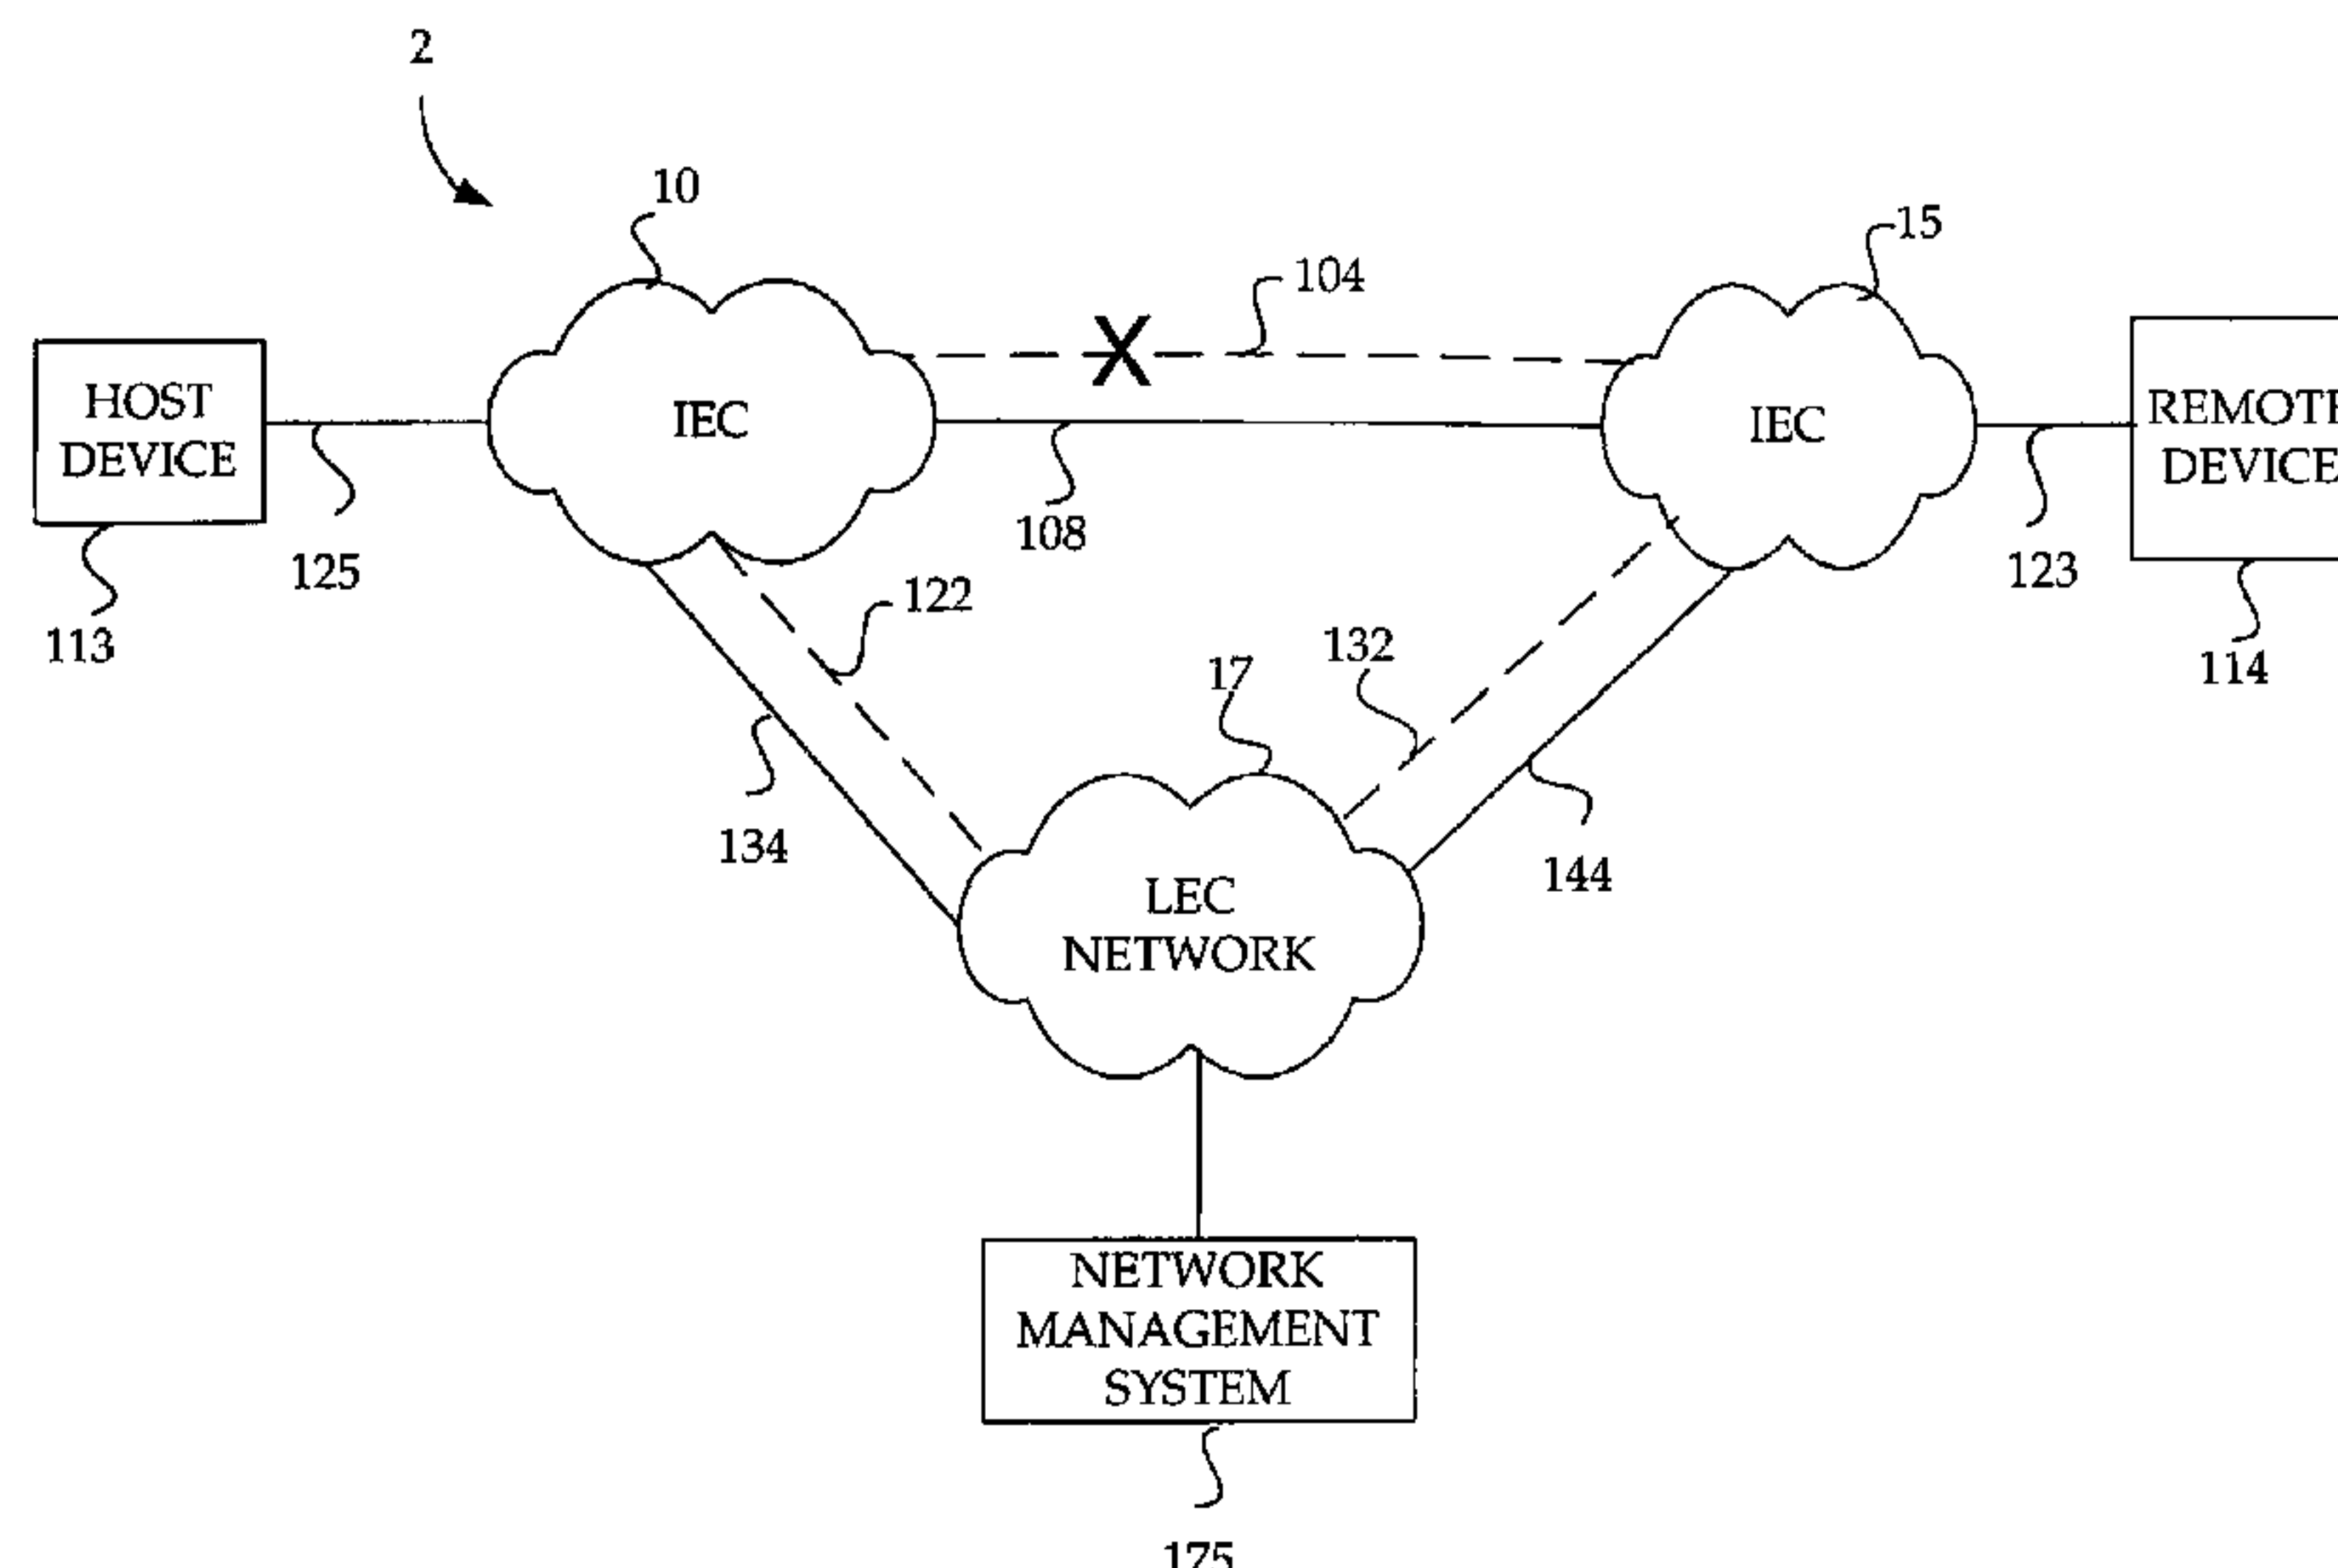 2
10
15
104
HOST
DEVICE
IEC
IEC
REMOTE
DEVICE
108
125
123
113
122
132
17
114
134
144
LEC
NETWORK
NETWORK
MANAGEMENT
SYSTEM
175